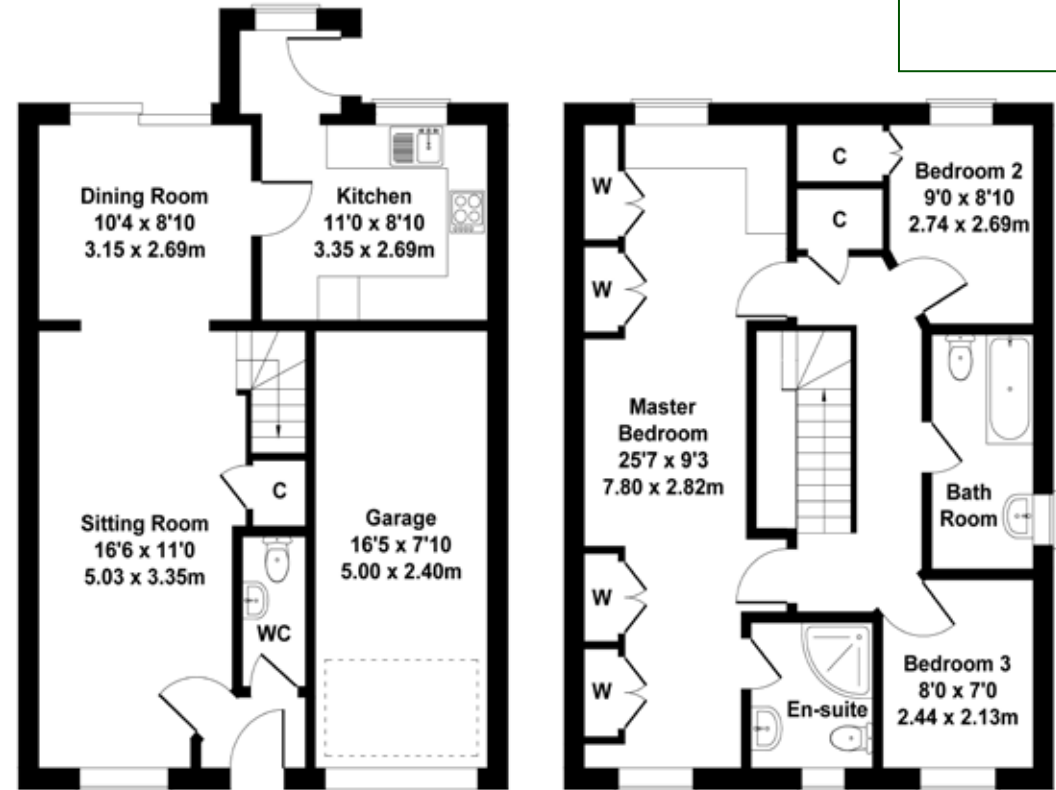 Dining Room
10'4 x 8'10
3.15 x 2.69m
Kitchen
11'0 x 8'10
3.35 x 2.69m
Sitting Room
16'6 x 11'0
5.03 x 3.35m
C
WC
Garage
16'5 x 7'10
5.00 x 2.40m
W
W
C
C
Bedroom 2
9'0 x 8'10
2.74 x 2.69m
Master
Bedroom
25'7 x 9'3
7.80 x 2.82m
Bath
Room
W
W
En-suite
Bedroom 3
8'0 x 7'0
2.44 x 2.13m